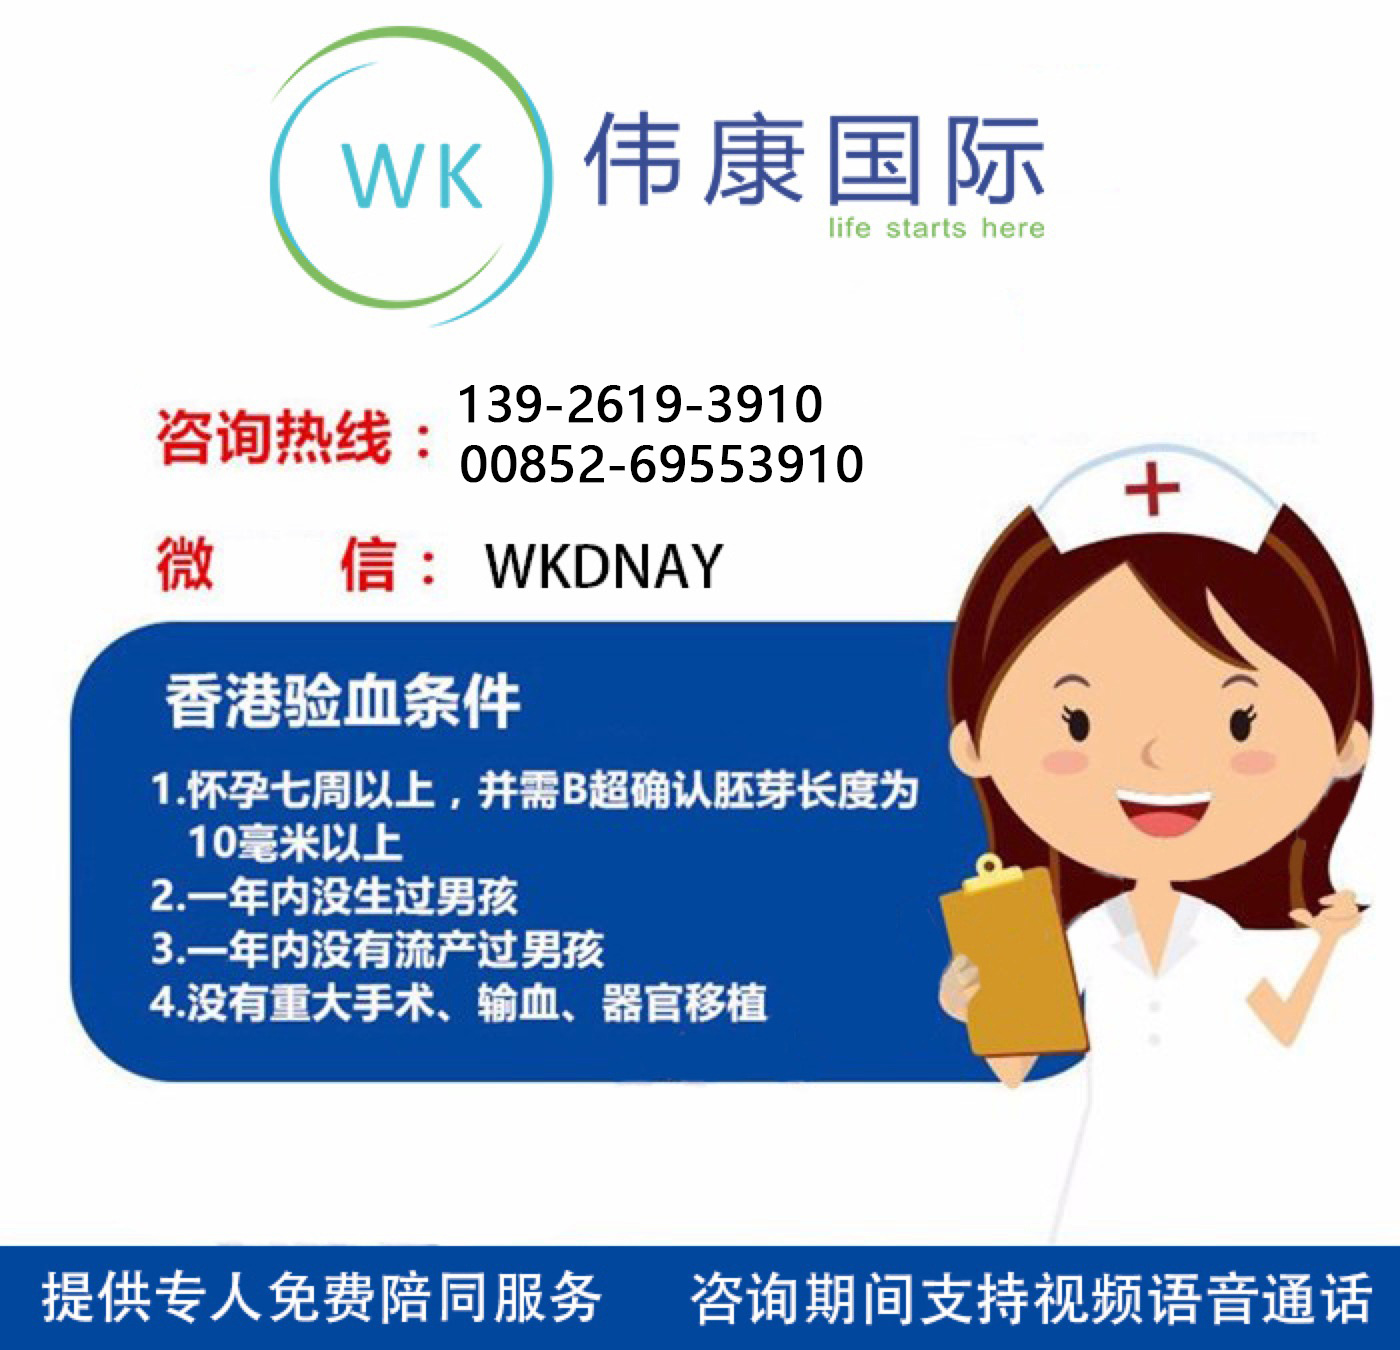 WK
伟康国际
life starts here
咨询热线：
139-2619-3910
00852-69553910
微 信： WKDNAY
香港验血条件
1.怀孕七周以上，并需B超确认胚芽长度为
10毫米以上
2.一年内没生过男孩
3.一年内没有流产过男孩
4.没有重大手术、输血、器官移植
提供专人免费陪同服务 咨询期间支持视频语音通话